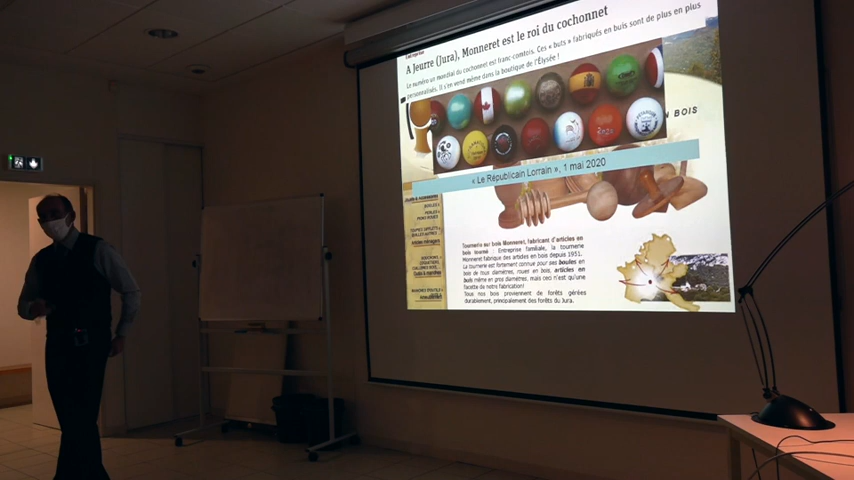 Entreprise
A Jeurre (Jura), Monneret est le roi du cochonnet
Le numéro un mondial du cochonnet est franc-comtois. Ces « buts » fabriqués en buis sont de plus en plus
personnalisés. Il s'en vend même dans la boutique de l'Élysée !
N BOIS
« Le Républicain Lorrain », 1 mai 2020
Tournerie sur bois Monneret, fabricant d'articles en
bois tourné : Entreprise familiale, la tournerie
Monneret fabrique des articles en bois depuis 1951.
La tournerie est fortement connue pour ses boules en
bois de tous diamètres, roues en bois, articles en
bois même en gros diamètres, mais ceci n'est qu'une
facette de notre fabrication!
Tous nos bois proviennent de forêts gérées
durablement, principalement des forêts du Jura.